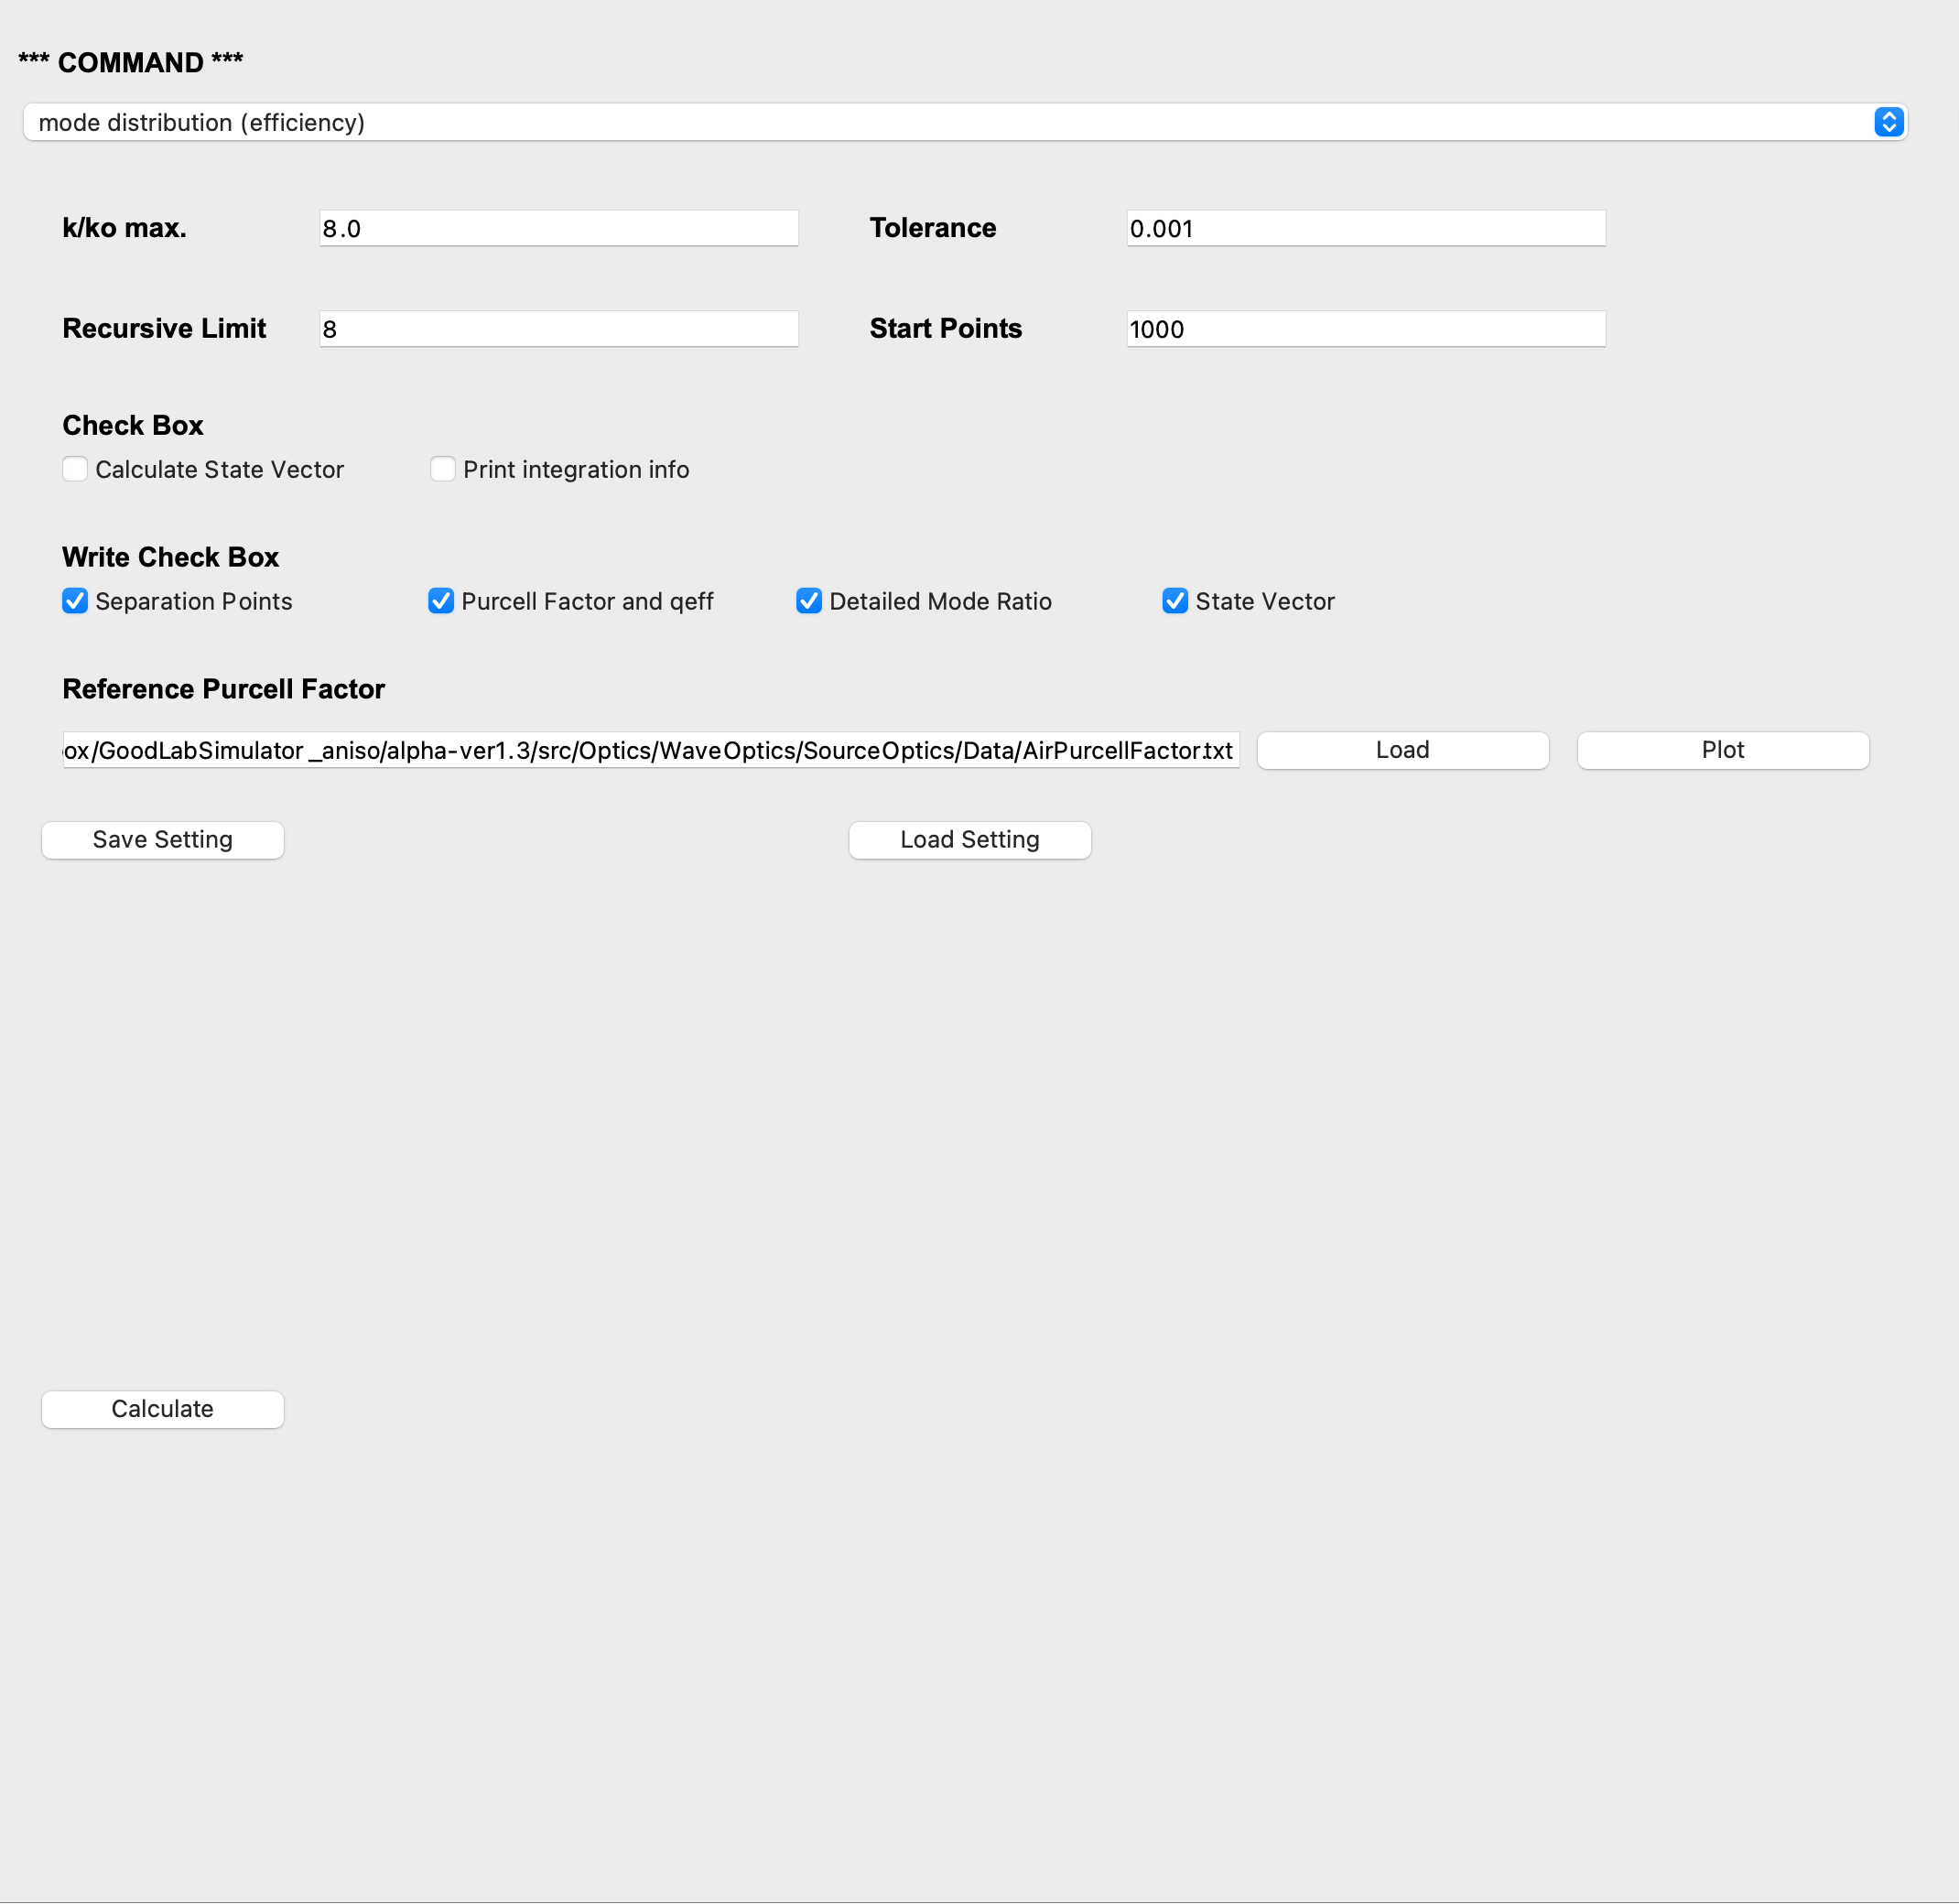 *** COMMAND ***
mode distribution (efficiency)
k/ko max. 8.0 Tolerance 0.001
Recursive Limit 8 Start Points 1000
Check Box
Calculate State Vector Print integration info
Write Check Box
Separation Points Purcell Factor and qeff Detailed Mode Ratio State Vector
Reference Purcell Factor
ox/GoodLabSimulator_aniso/alpha-ver1.3/src/Optics/WaveOptics/SourceOptics/Data/AirPurcellFactor.txt Load Plot
Save Setting Load Setting
Calculate